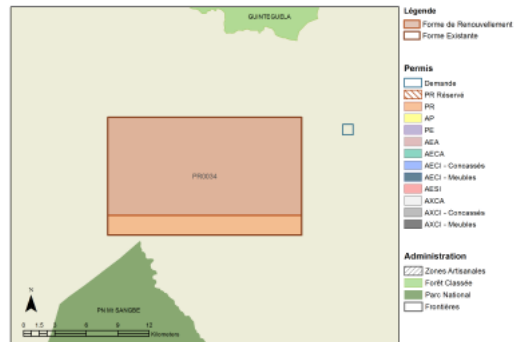 QUINTEGUELA
PR0034
PN Mt SANGBE
N
0 1.5 3 6 9 12
Kilometers
Légende
Forme de Renouvellement
Forme Existante
Permis
Demande
PR Réservé
PR
AP
PE
AEA
AECA
AECI - Concassés
AECI - Meubles
AESI
AXCA
AXCI - Concassés
AXCI - Meubles
Administration
Zones Artisanales
Forêt Classée
Parc National
Frontières